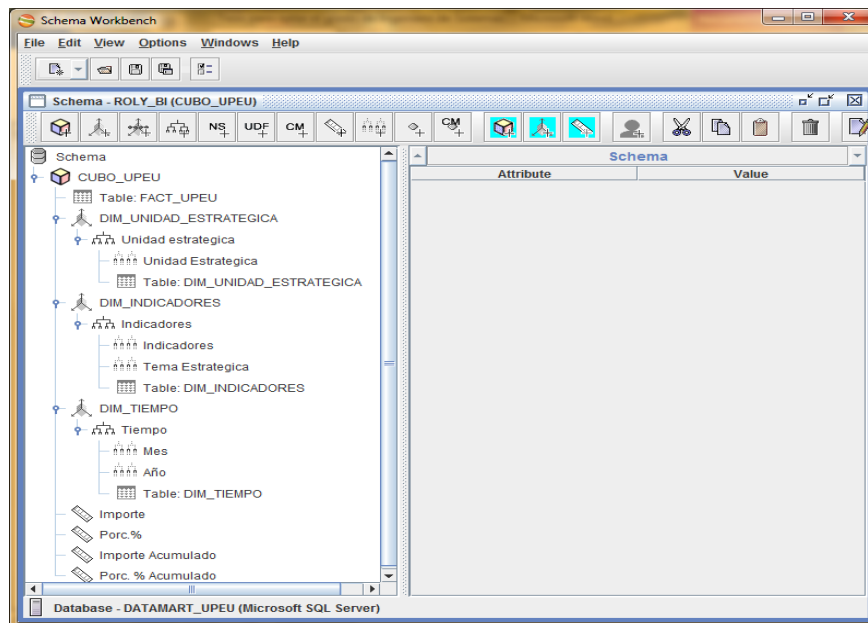 Schema Workbench
File Edit View Options Windows Help
Schema - ROLY_BI (CUBO_UPEU)
NS UDF CM CM
Schema
CUBO_UPEU
Table: FACT_UPEU
DIM_UNIDAD_ESTRATEGICA
Unidad estrategica
Unidad Estrategica
Table: DIM_UNIDAD_ESTRATEGICA
DIM_INDICADORES
Indicadores
Indicadores
Tema Estrategica
Table: DIM_INDICADORES
DIM_TIEMPO
Tiempo
Mes
Año
Table: DIM_TIEMPO
Importe
Porc.%
Importe Acumulado
Porc. % Acumulado
Schema
Attribute Value
Database - DATAMART_UPEU (Microsoft SQL Server)